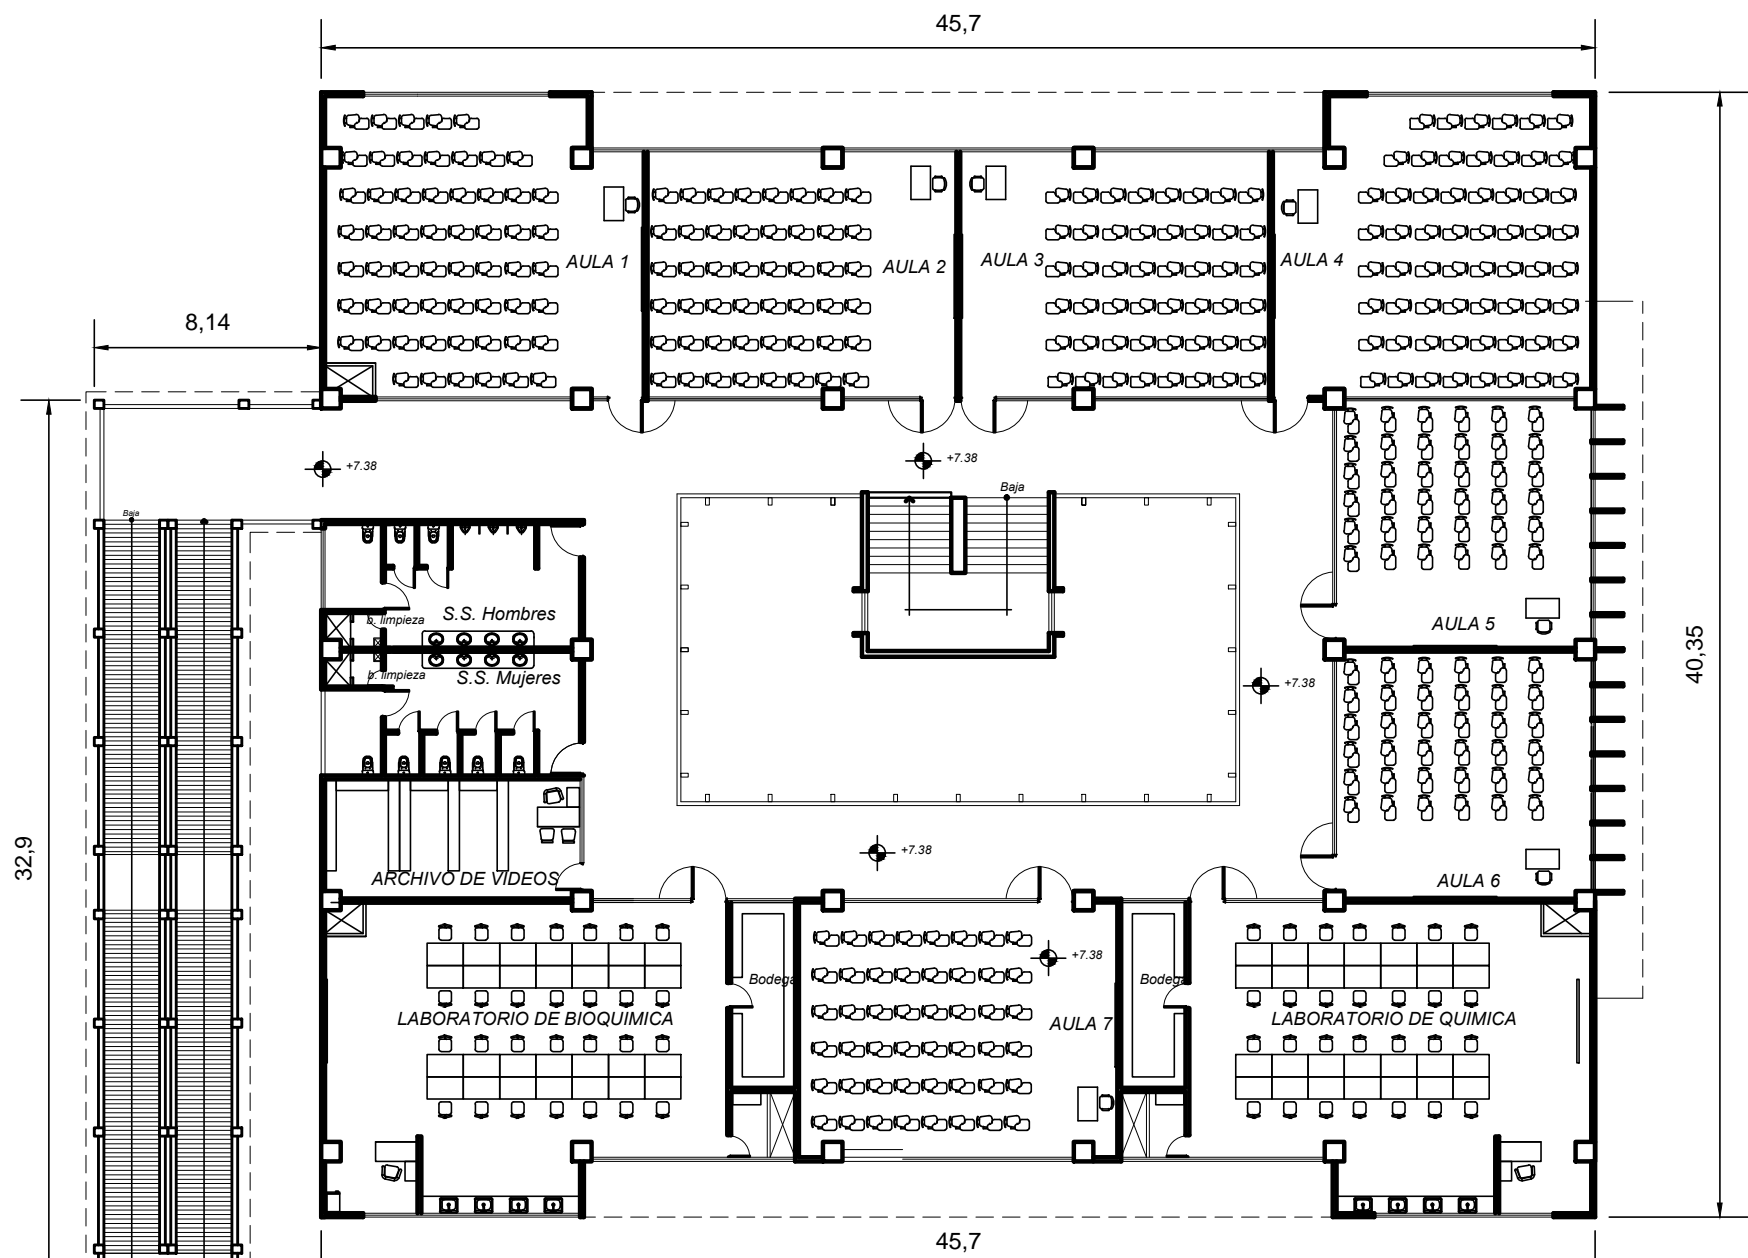 45,7
AULA 1
AULA 2
AULA 3
AULA 4
8,14
+7.38
+7.38
Baja
Baja
S.S. Hombres
b. limpieza
AULA 5
b. limpieza
S.S. Mujeres
+7.38
40,35
32,9
+7.38
ARCHIVO DE VIDEOS
AULA 6
+7.38
Bodega
Bodega
LABORATORIO DE BIOQUIMICA
AULA 7
LABORATORIO DE QUIMICA
45,7